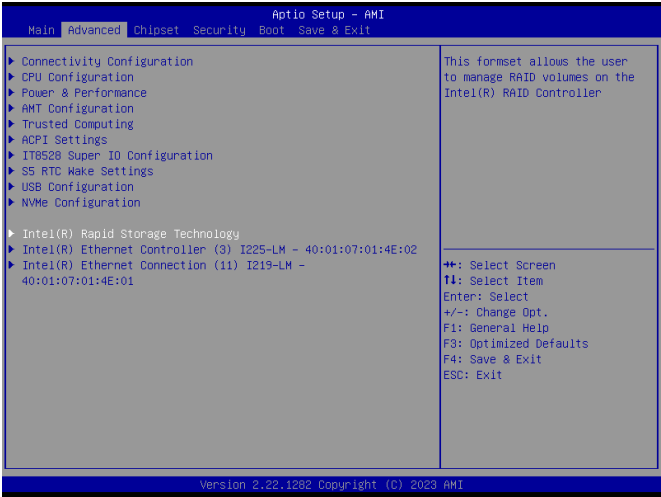 Aptio Setup – AMI
Main Advanced Chipset Security Boot Save & Exit
Connectivity Configuration
CPU Configuration
Power & Performance
AMT Configuration
Trusted Computing
ACPI Settings
IT8528 Super IO Configuration
S5 RTC Wake Settings
USB Configuration
NVMe Configuration
Intel(R) Rapid Storage Technology
Intel(R) Ethernet Controller (3) I225-LM – 40:01:07:01:4E:02
Intel(R) Ethernet Connection (11) I219-LM –
40:01:07:01:4E:01
This formset allows the user
to manage RAID volumes on the
Intel(R) RAID Controller
→←: Select Screen
↑↓: Select Item
Enter: Select
+/-: Change Opt.
F1: General Help
F3: Optimized Defaults
F4: Save & Exit
ESC: Exit
Version 2.22.1282 Copyright (C) 2023 AMI